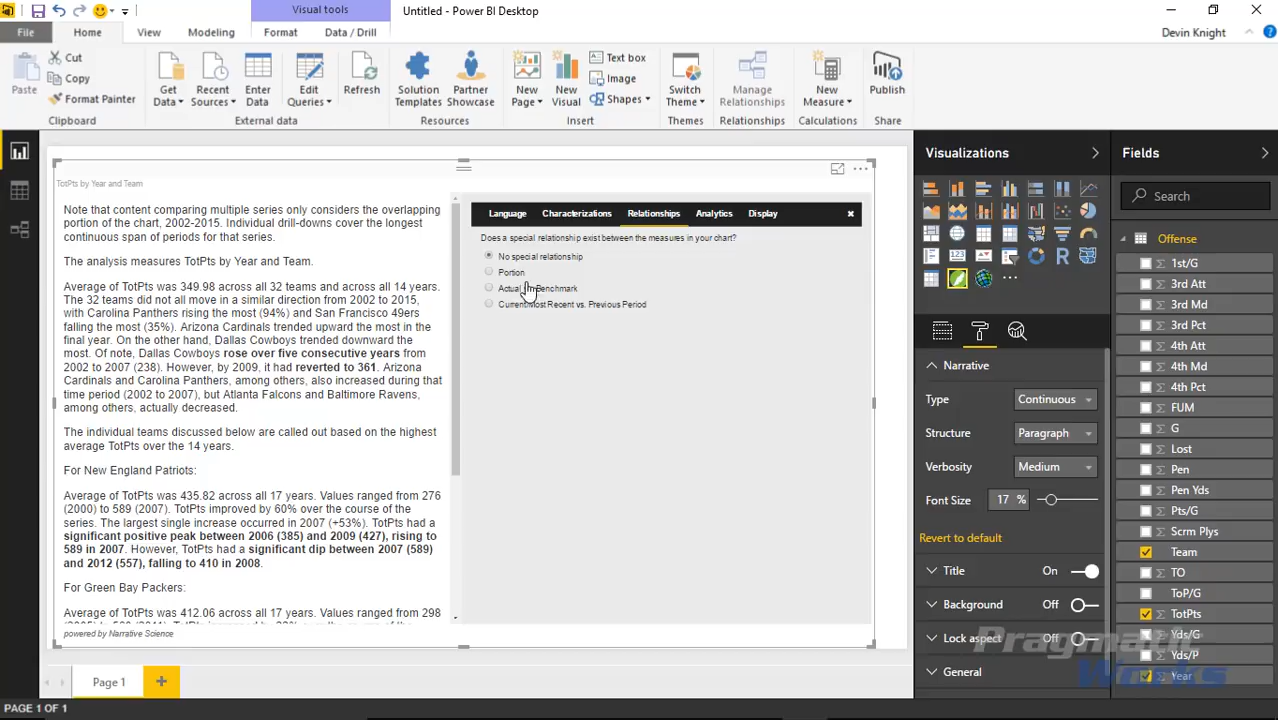 Visual tools
Untitled - Power BI Desktop
File
Home
View
Modeling
Format
Data / Drill
Devin Knight
Paste
Cut
Copy
Format Painter
Clipboard
Get Data
Recent Sources
Enter Data
Edit Queries
Refresh
External data
Solution Templates
Partner Showcase
Resources
New Page
New Visual
Text box
Image
Shapes
Insert
Switch Theme
Themes
Manage Relationships
Relationships
New Measure
Calculations
Publish
Share
TotPts by Year and Team
Note that content comparing multiple series only considers the overlapping
portion of the chart, 2002-2015. Individual drill-downs cover the longest
continuous span of periods for that series.
The analysis measures TotPts by Year and Team.
Average of TotPts was 349.98 across all 32 teams and across all 14 years.
The 32 teams did not all move in a similar direction from 2002 to 2015,
with Carolina Panthers rising the most (94%) and San Francisco 49ers
falling the most (35%). Arizona Cardinals trended upward the most in the
final year. On the other hand, Dallas Cowboys trended downward the
most. Of note, Dallas Cowboys rose over five consecutive years from
2002 to 2007 (238). However, by 2009, it had reverted to 361. Arizona
Cardinals and Carolina Panthers, among others, also increased during that
time period (2002 to 2007), but Atlanta Falcons and Baltimore Ravens,
among others, actually decreased.
The individual teams discussed below are called out based on the highest
average TotPts over the 14 years.
For New England Patriots:
Average of TotPts was 435.82 across all 17 years. Values ranged from 276
(2000) to 589 (2007). TotPts improved by 60% over the course of the
series. The largest single increase occurred in 2007 (+53%). TotPts had a
significant positive peak between 2006 (385) and 2009 (427), rising to
589 in 2007. However, TotPts had a significant dip between 2007 (589)
and 2012 (557), falling to 410 in 2008.
For Green Bay Packers:
Average of TotPts was 412.06 across all 17 years. Values ranged from 298
powered by Narrative Science
Language
Characterizations
Relationships
Analytics
Display
Does a special relationship exist between the measures in your chart?
No special relationship
Portion
Benchmark
Current/Most Recent vs. Previous Period
Visualizations
Narrative
Type
Continuous
Structure
Paragraph
Verbosity
Medium
Font Size
17 %
Revert to default
Title
On
Background
Off
Lock aspect
Off
General
Fields
Search
Offense
1st/G
3rd Att
3rd Md
3rd Pct
4th Att
4th Md
4th Pct
FUM
G
Lost
Pen
Pen Yds
Pts/G
Scrm Plys
Team
TO
ToP/G
TotPts
Yds/G
Yds/P
Year
Pragmatic
Works
Page 1
PAGE 1 OF 1